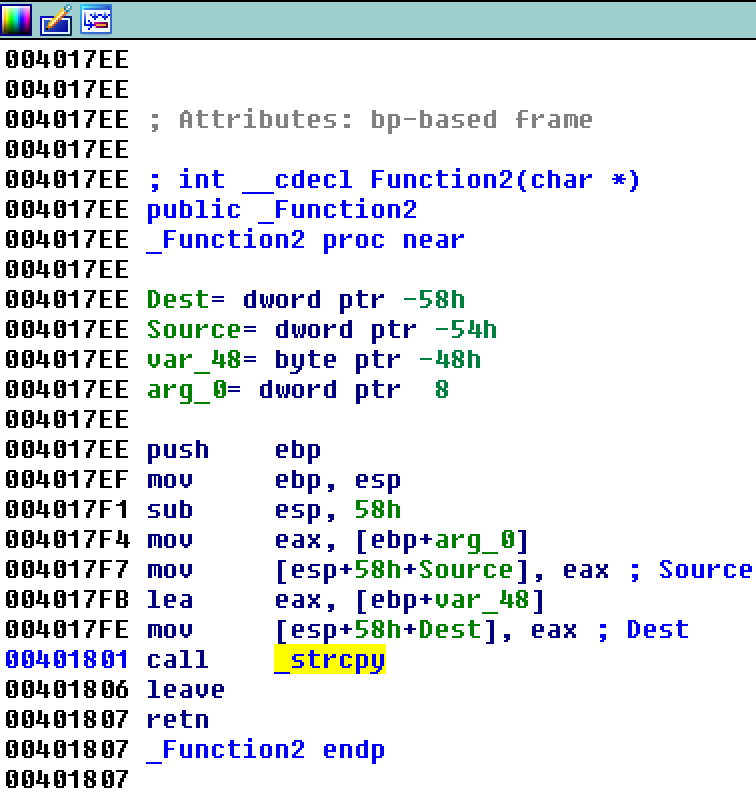 004017EE
004017EE
004017EE ; Attributes: bp-based frame
004017EE
004017EE ; int __cdecl Function2(char *)
004017EE public _Function2
004017EE _Function2 proc near
004017EE
004017EE Dest= dword ptr -58h
004017EE Source= dword ptr -54h
004017EE var_48= byte ptr -48h
004017EE arg_0= dword ptr  8
004017EE
004017EE push    ebp
004017EF mov     ebp, esp
004017F1 sub     esp, 58h
004017F4 mov     eax, [ebp+arg_0]
004017F7 mov     [esp+58h+Source], eax ; Source
004017FB lea     eax, [ebp+var_48]
004017FE mov     [esp+58h+Dest], eax ; Dest
00401801 call    _strcpy
00401806 leave
00401807 retn
00401807 _Function2 endp
00401807